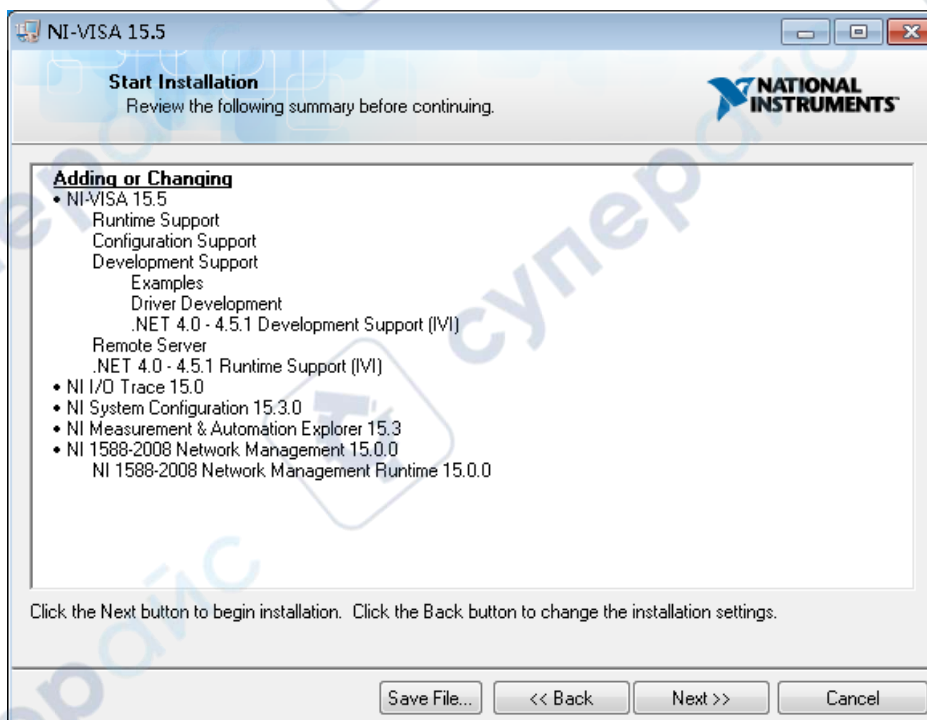 NI-VISA 15.5
Start Installation
Review the following summary before continuing.
NATIONAL
INSTRUMENTS™
Adding or Changing
• NI-VISA 15.5
Runtime Support
Configuration Support
Development Support
Examples
Driver Development
.NET 4.0 - 4.5.1 Development Support (IVI)
Remote Server
.NET 4.0 - 4.5.1 Runtime Support (IVI)
• NI I/O Trace 15.0
• NI System Configuration 15.3.0
• NI Measurement & Automation Explorer 15.3
• NI 1588-2008 Network Management 15.0.0
NI 1588-2008 Network Management Runtime 15.0.0
Click the Next button to begin installation.  Click the Back button to change the installation settings.
Save File...
<< Back
Next >>
Cancel
супер